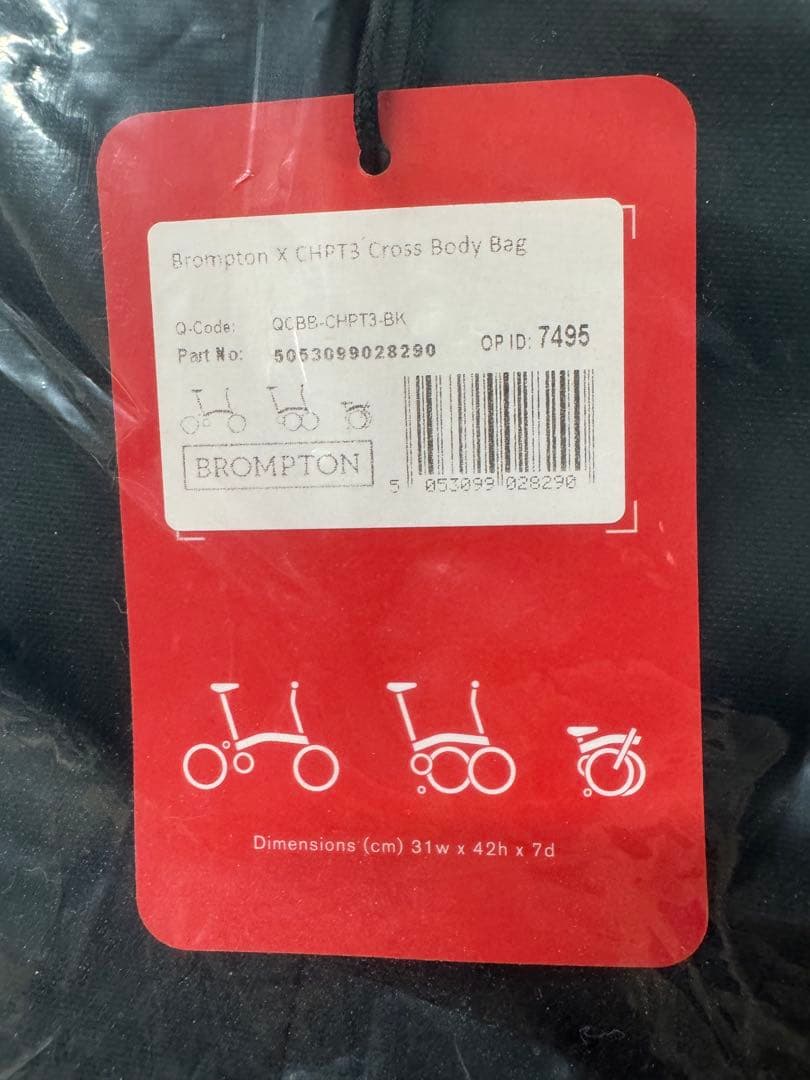 Brompton X CHPT3 Cross Body Bag
Q-Code: QCBB-CHPT3-BK
Part No: 5053099028290
OP ID: 7495
BROMPTON
5 053099 028290
Dimensions (cm) 31w x 42h x 7d